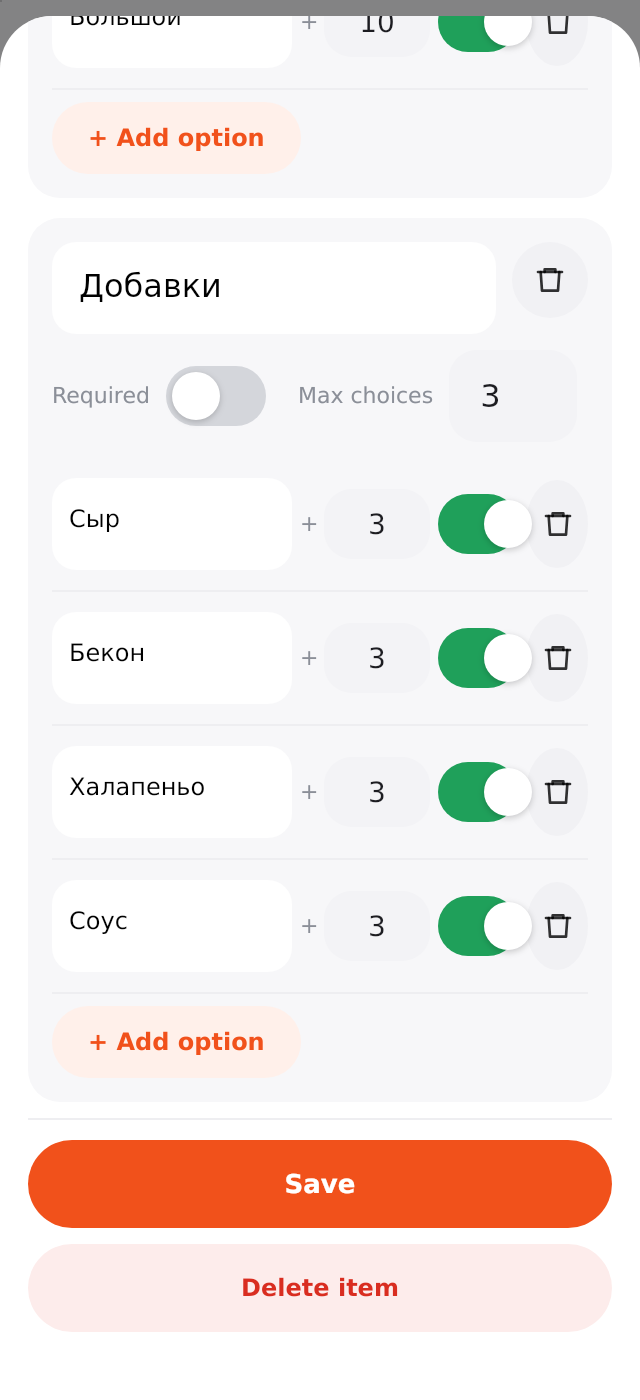 Большой + 10
+ Add option
Добавки
Required Max choices 3
Сыр + 3
Бекон + 3
Халапеньо + 3
Соус + 3
+ Add option
Save
Delete item